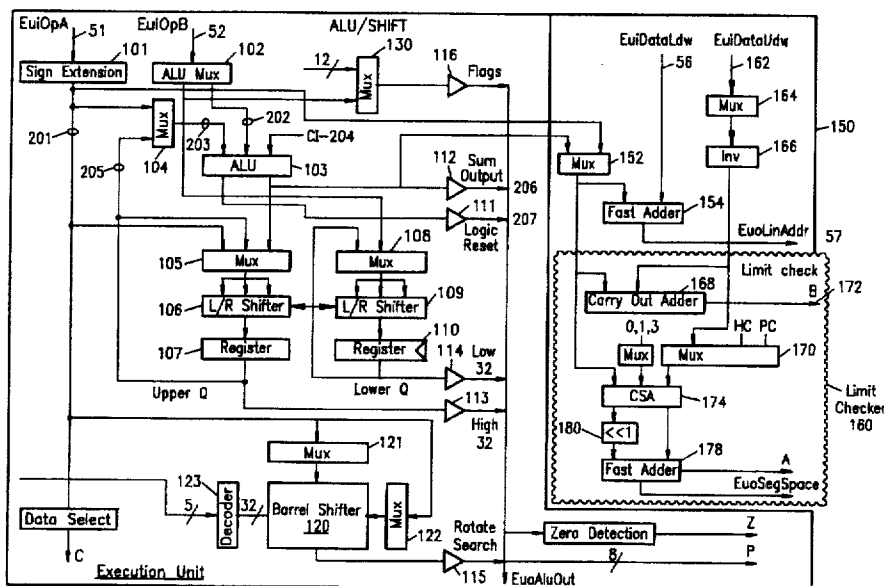 EuiOpA
51
101
Sign Extension
EuiOpB
52
102
ALU Mux
ALU/SHIFT
130
12
Mux
116
Flags
EuiDataLdw
56
EuiDataUdw
162
Mux
164
Inv
166
150
201
Mux
104
203
202
CI-204
205
ALU
103
112
Sum
Output
206
111
207
Logic
Reset
Mux
152
Fast Adder
154
EuoLinAddr
57
105
Mux
106
L/R Shifter
107
Register
Upper Q
108
Mux
L/R Shifter
109
110
Register
Lower Q
114
Low
32
113
High
32
Limit check
168
Carry Out Adder
B
172
0,1,3
Mux
HC PC
Mux
170
CSA
174
180
<<1
178
Fast Adder
A
EuoSegSpace
Limit
Checker
160
121
Mux
123
Decoder
5
32
Barrel Shifter
120
Mux
122
Data Select
C
Rotate
Search
115
Zero Detection
Z
8
P
EuoAluOut
Execution Unit